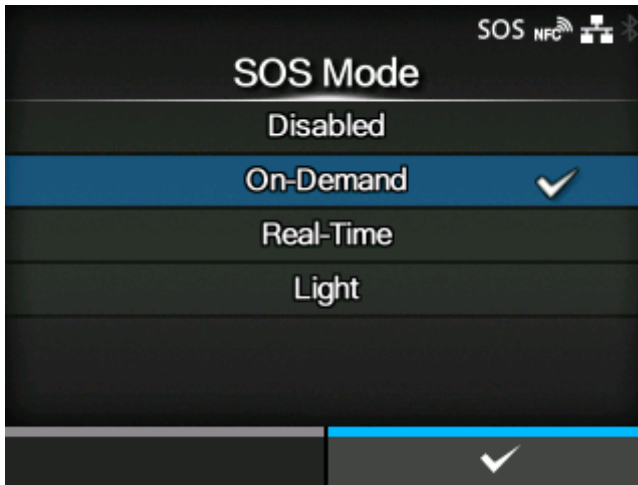 SOS NFC
SOS Mode
Disabled
On-Demand
Real-Time
Light